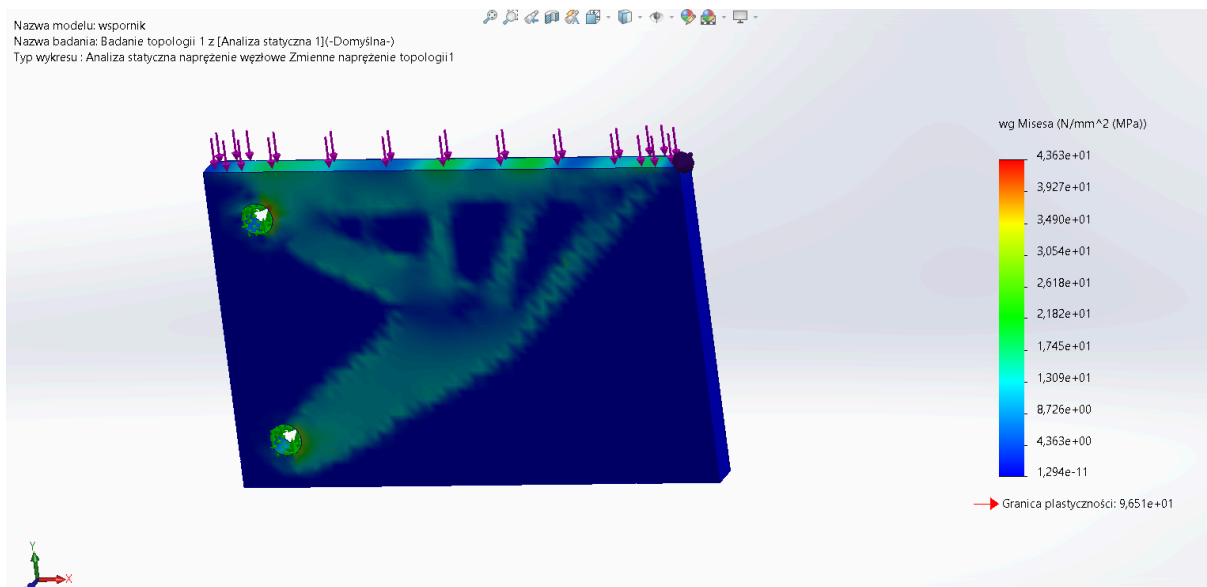 Nazwa modelu: wspornik
Nazwa badania: Badanie topologii 1 z [Analiza statyczna 1](-Domyślna-)
Typ wykresu : Analiza statyczna naprężenie węzłowe Zmienne naprężenie topologii1
wg Misesa (N/mm^2 (MPa))
4,363e+01
3,927e+01
3,490e+01
3,054e+01
2,618e+01
2,182e+01
1,745e+01
1,309e+01
8,726e+00
4,363e+00
1,294e-11
Granica plastyczności: 9,651e+01
Y
X